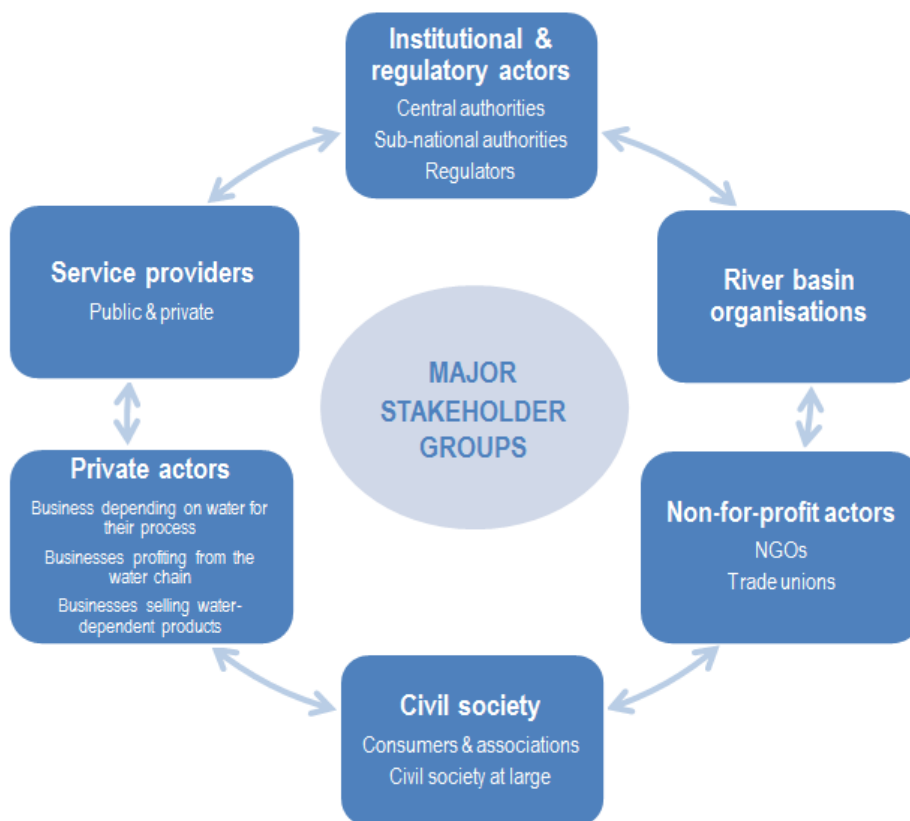 Institutional &
regulatory actors
Central authorities
Sub-national authorities
Regulators
Service providers
Public & private
River basin
organisations
MAJOR
STAKEHOLDER
GROUPS
Private actors
Business depending on water for
their process
Businesses profiting from the
water chain
Businesses selling water-
dependent products
Non-for-profit actors
NGOs
Trade unions
Civil society
Consumers & associations
Civil society at large